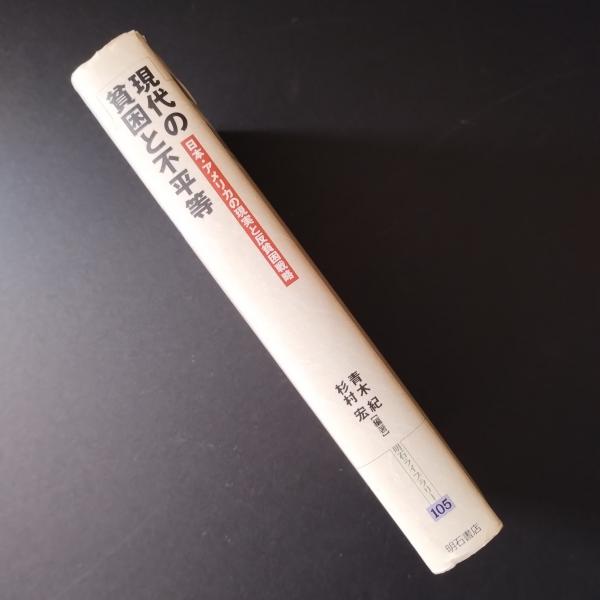 現代の
貧困と不平等
日本・アメリカの現実と反貧困戦略
青木 紀
杉村 宏
[編著]
明石ライブラリー
105
明石書店